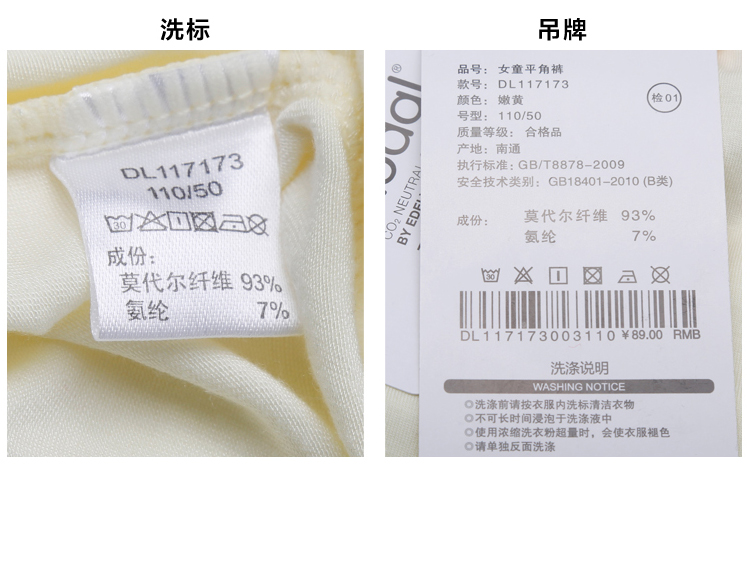 洗标
吊牌
DL117173
110/50
30
成份：
莫代尔纤维 93%
氨纶 7%
品号：女童平角裤
款号：DL117173
颜色：嫩黄
检01
号型：110/50
质量等级：合格品
产地：南通
执行标准：GB/T8878-2009
安全技术类别：GB18401-2010 (B类)
成份： 莫代尔纤维 93%
氨纶 7%
30
DL117173003110 ¥89.00 RMB
洗涤说明
WASHING NOTICE
◎洗涤前请按衣服内洗标清洁衣物
◎不可长时间浸泡于洗涤液中
◎使用浓缩洗衣粉超量时，会使衣服褪色
◎请单独反面洗涤
®
CO₂ NEUTRAL